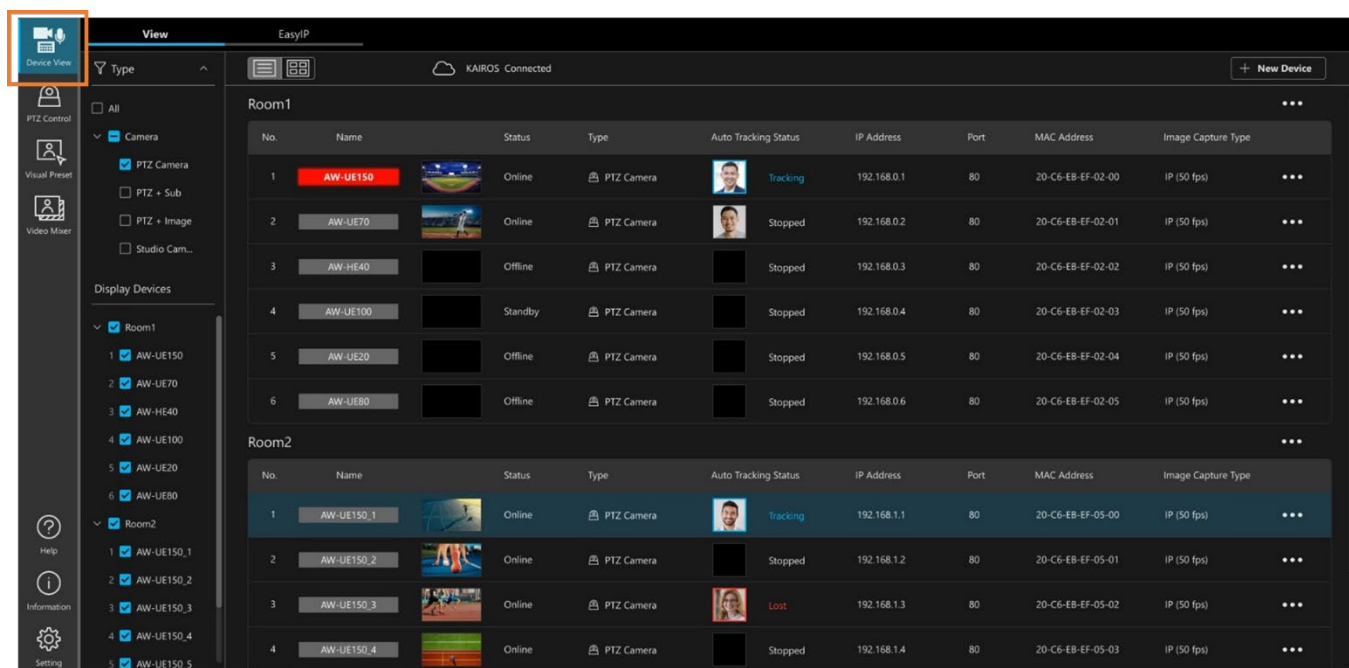 View EasyIP
Device View
PTZ Control
Visual Preset
Video Mixer
Help
Information
Setting
Type
All
Camera
PTZ Camera
PTZ + Sub
PTZ + Image
Studio Cam...
Display Devices
Room1
1 AW-UE150
2 AW-UE70
3 AW-HE40
4 AW-UE100
5 AW-UE20
6 AW-UE80
Room2
1 AW-UE150_1
2 AW-UE150_2
3 AW-UE150_3
4 AW-UE150_4
5 AW-UE150_5
KAIROS Connected
+ New Device
Room1
No. Name Status Type Auto Tracking Status IP Address Port MAC Address Image Capture Type
1 AW-UE150 Online PTZ Camera Tracking 192.168.0.1 80 20-C6-EB-EF-02-00 IP (50 fps)
2 AW-UE70 Online PTZ Camera Stopped 192.168.0.2 80 20-C6-EB-EF-02-01 IP (50 fps)
3 AW-HE40 Offline PTZ Camera Stopped 192.168.0.3 80 20-C6-EB-EF-02-02 IP (50 fps)
4 AW-UE100 Standby PTZ Camera Stopped 192.168.0.4 80 20-C6-EB-EF-02-03 IP (50 fps)
5 AW-UE20 Offline PTZ Camera Stopped 192.168.0.5 80 20-C6-EB-EF-02-04 IP (50 fps)
6 AW-UE80 Offline PTZ Camera Stopped 192.168.0.6 80 20-C6-EB-EF-02-05 IP (50 fps)
Room2
No. Name Status Type Auto Tracking Status IP Address Port MAC Address Image Capture Type
1 AW-UE150_1 Online PTZ Camera Tracking 192.168.1.1 80 20-C6-EB-EF-05-00 IP (50 fps)
2 AW-UE150_2 Online PTZ Camera Stopped 192.168.1.2 80 20-C6-EB-EF-05-01 IP (50 fps)
3 AW-UE150_3 Online PTZ Camera Lost 192.168.1.3 80 20-C6-EB-EF-05-02 IP (50 fps)
4 AW-UE150_4 Online PTZ Camera Stopped 192.168.1.4 80 20-C6-EB-EF-05-03 IP (50 fps)